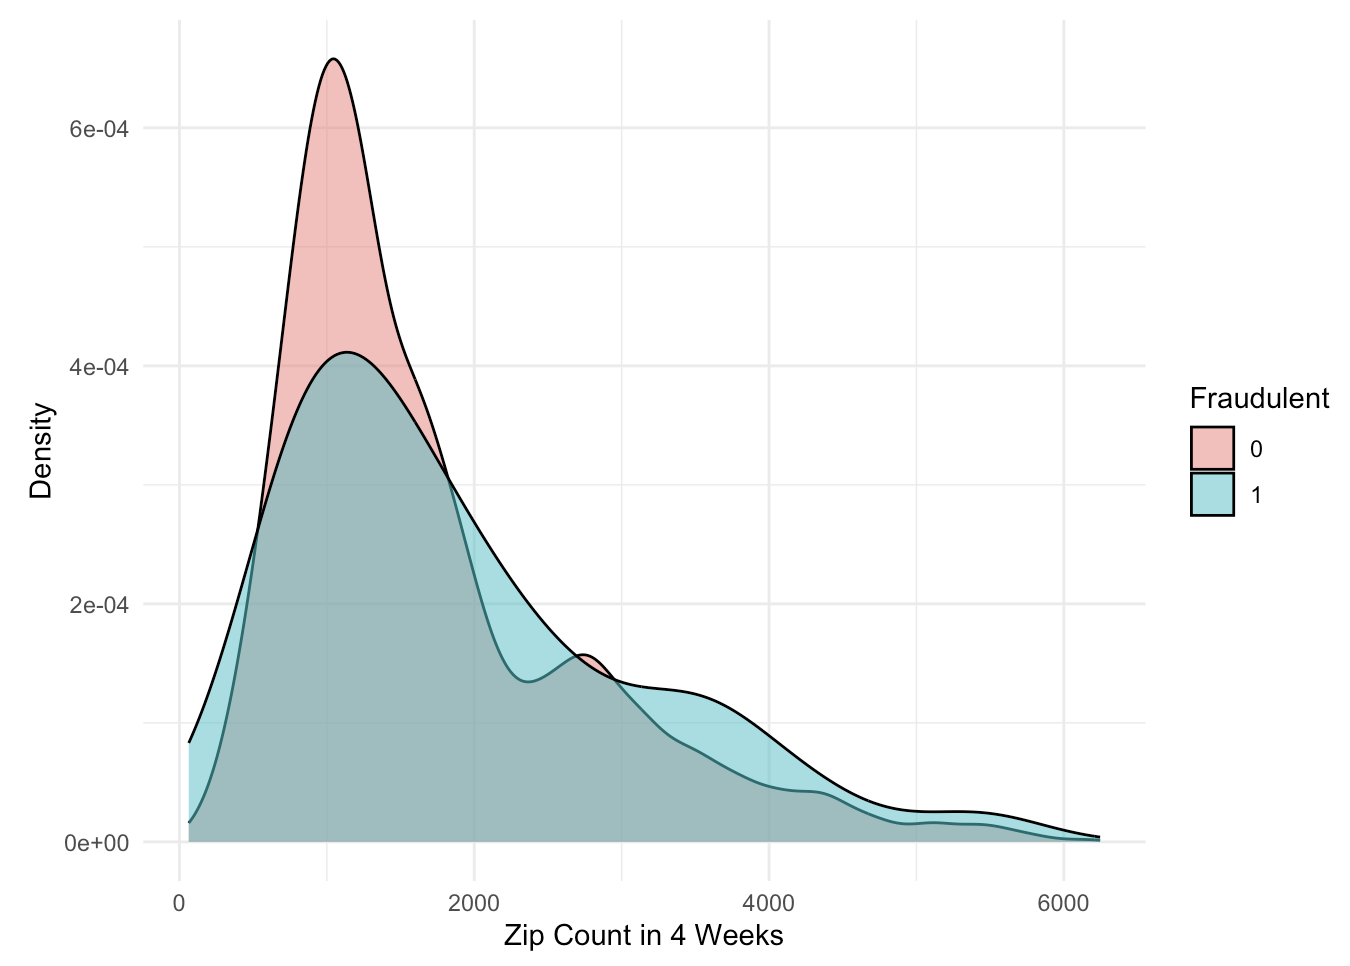 6e-04
4e-04
2e-04
0e+00
Density
0
2000
4000
6000
Zip Count in 4 Weeks
Fraudulent
0
1